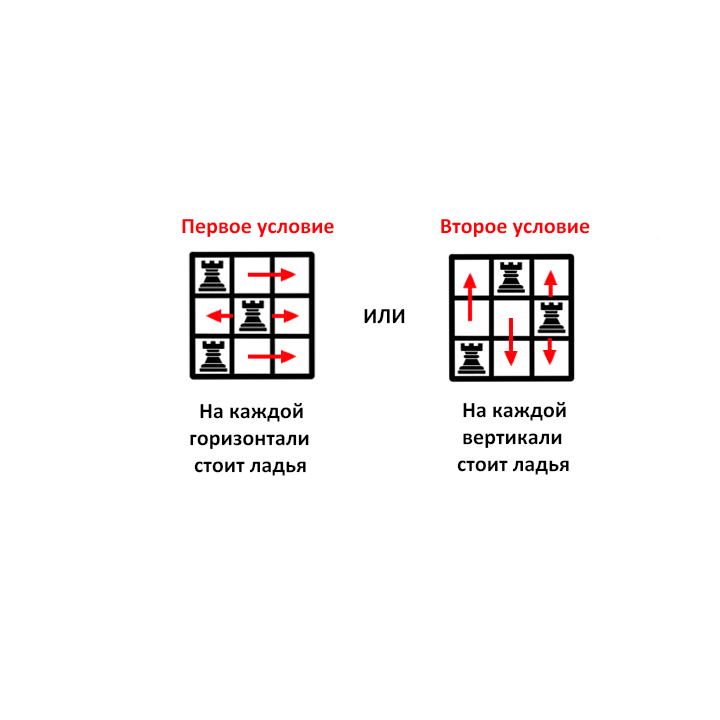 Первое условие
Второе условие
ИЛИ
На каждой
горизонтали
стоит ладья
На каждой
вертикали
стоит ладья